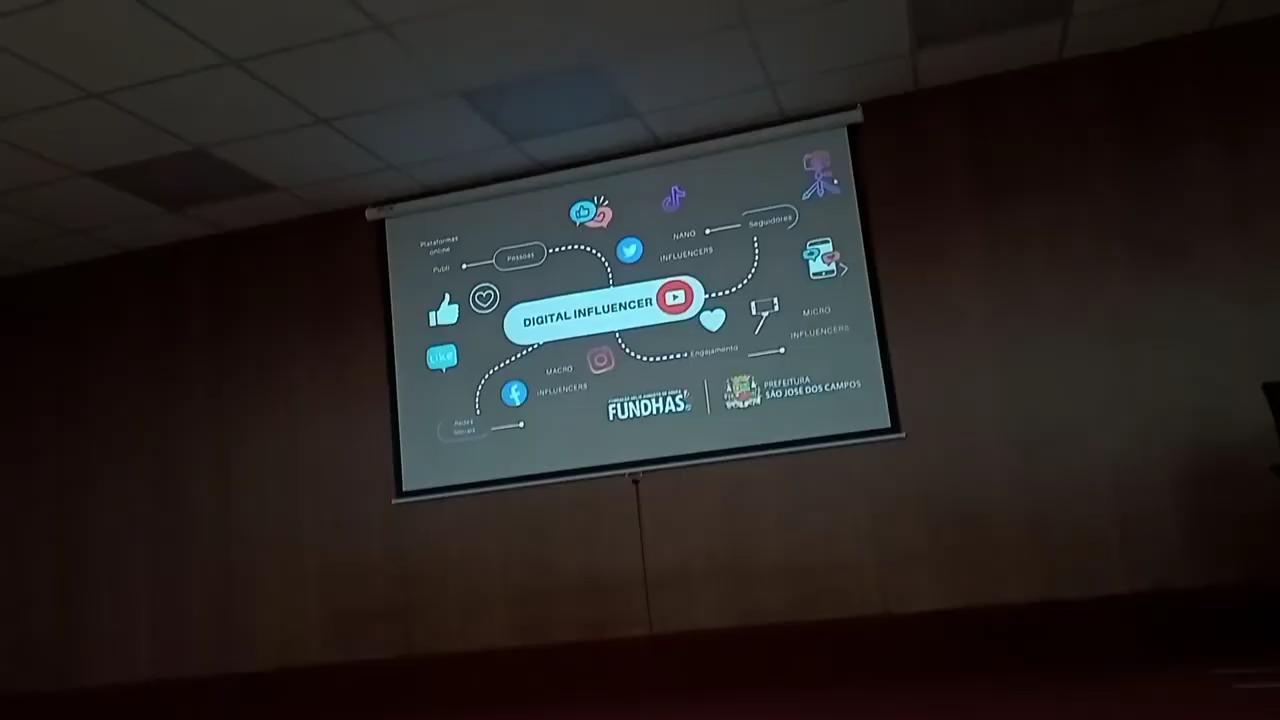 Plataformas
online
Publi
Pessoas
NANO
INFLUENCERS
Seguidores
DIGITAL INFLUENCER
Like
MICRO
INFLUENCERS
Engajamento
MACRO
INFLUENCERS
Redes
Sociais
FUNDHAS
PREFEITURA
SÃO JOSÉ DOS CAMPOS